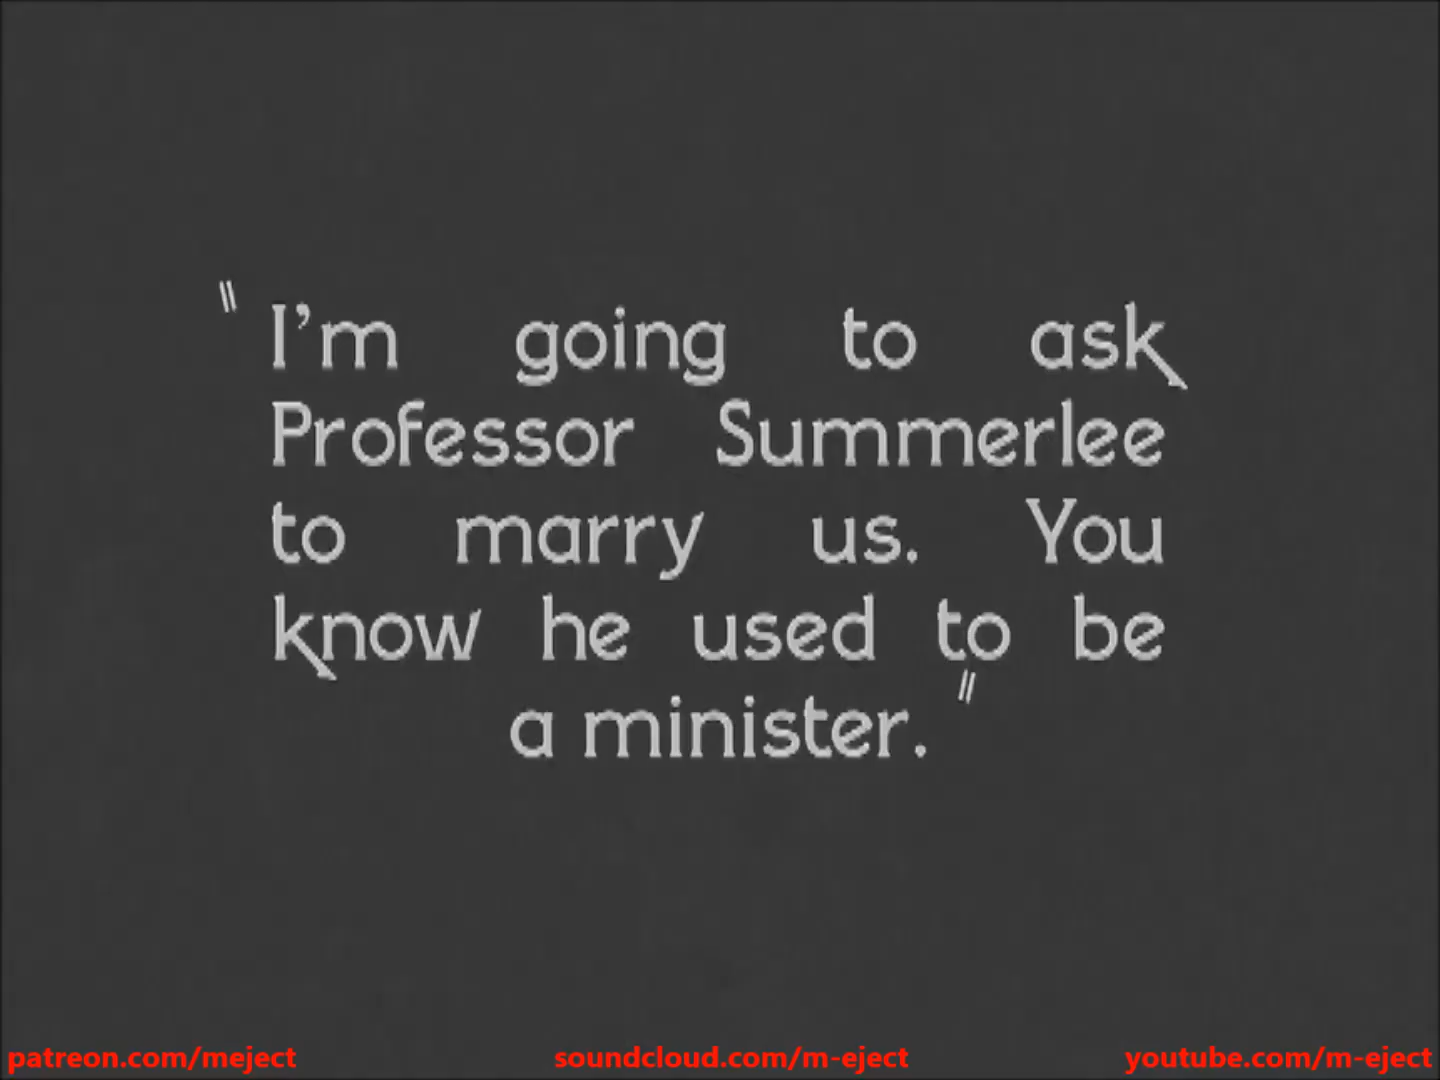 "I'm going to ask
Professor Summerlee
to marry us. You
know he used to be
a minister."
patreon.com/meject soundcloud.com/m-eject youtube.com/m-eject